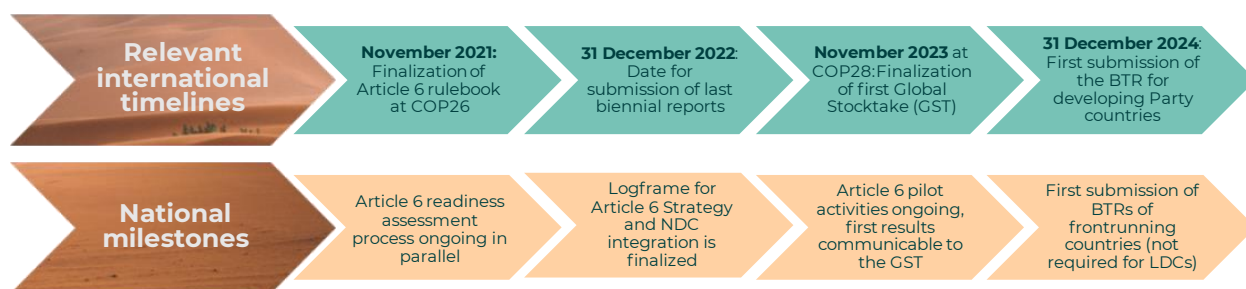 Relevant
international
timelines
November 2021:
Finalization of
Article 6 rulebook
at COP26
31 December 2022:
Date for
submission of last
biennial reports
November 2023 at
COP28:Finalization
of first Global
Stocktake (GST)
31 December 2024:
First submission of
the BTR for
developing Party
countries
National
milestones
Article 6 readiness
assessment
process ongoing in
parallel
Logframe for
Article 6 Strategy
and NDC
integration is
finalized
Article 6 pilot
activities ongoing,
first results
communicable to
the GST
First submission of
BTRs of
frontrunning
countries (not
required for LDCs)